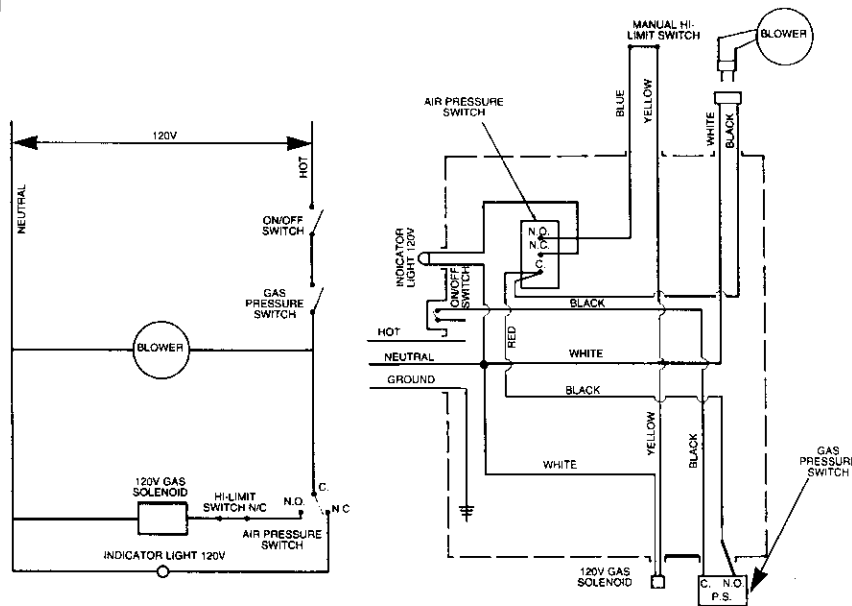 120V
NEUTRAL
HOT
ON/OFF
SWITCH
GAS
PRESSURE
SWITCH
BLOWER
120V GAS
SOLENOID
HI-LIMIT
SWITCH N/C
N.O.
C.
N.C
AIR PRESSURE
SWITCH
INDICATOR LIGHT 120V
MANUAL HI-
LIMIT SWITCH
BLOWER
AIR PRESSURE
SWITCH
BLUE
YELLOW
WHITE
BLACK
N.O.
N.C.
C.
INDICATOR
LIGHT 120V
ON/OFF
SWITCH
BLACK
RED
HOT
NEUTRAL
WHITE
GROUND
BLACK
YELLOW
BLACK
WHITE
GAS
PRESSURE
SWITCH
120V GAS
SOLENOID
C. N.O.
P.S.